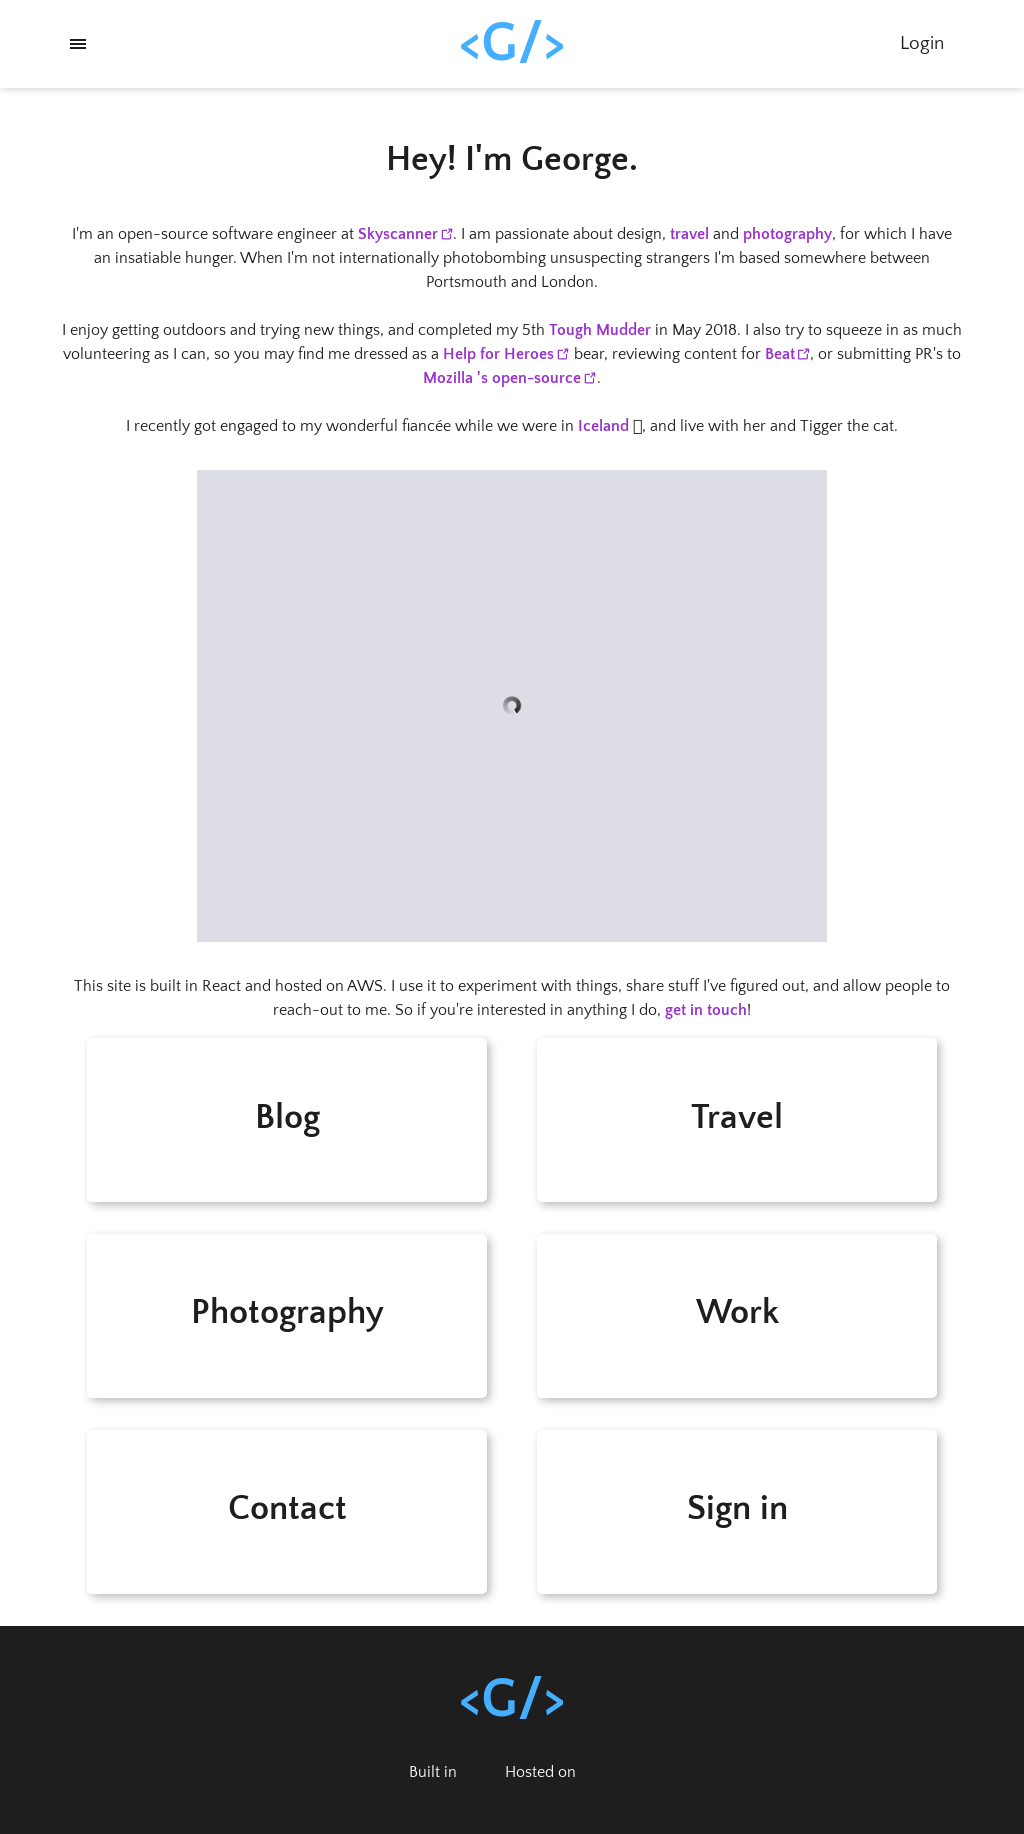 <G/>
Login
Hey! I'm George.
I'm an open-source software engineer at Skyscanner. I am passionate about design, travel and photography, for which I have
an insatiable hunger. When I'm not internationally photobombing unsuspecting strangers I'm based somewhere between
Portsmouth and London.
I enjoy getting outdoors and trying new things, and completed my 5th Tough Mudder in May 2018. I also try to squeeze in as much
volunteering as I can, so you may find me dressed as a Help for Heroes bear, reviewing content for Beat, or submitting PR's to
Mozilla 's open-source.
I recently got engaged to my wonderful fiancée while we were in Iceland , and live with her and Tigger the cat.
This site is built in React and hosted on AWS. I use it to experiment with things, share stuff I've figured out, and allow people to
reach-out to me. So if you're interested in anything I do, get in touch!
Blog
Travel
Photography
Work
Contact
Sign in
<G/>
Built in
Hosted on